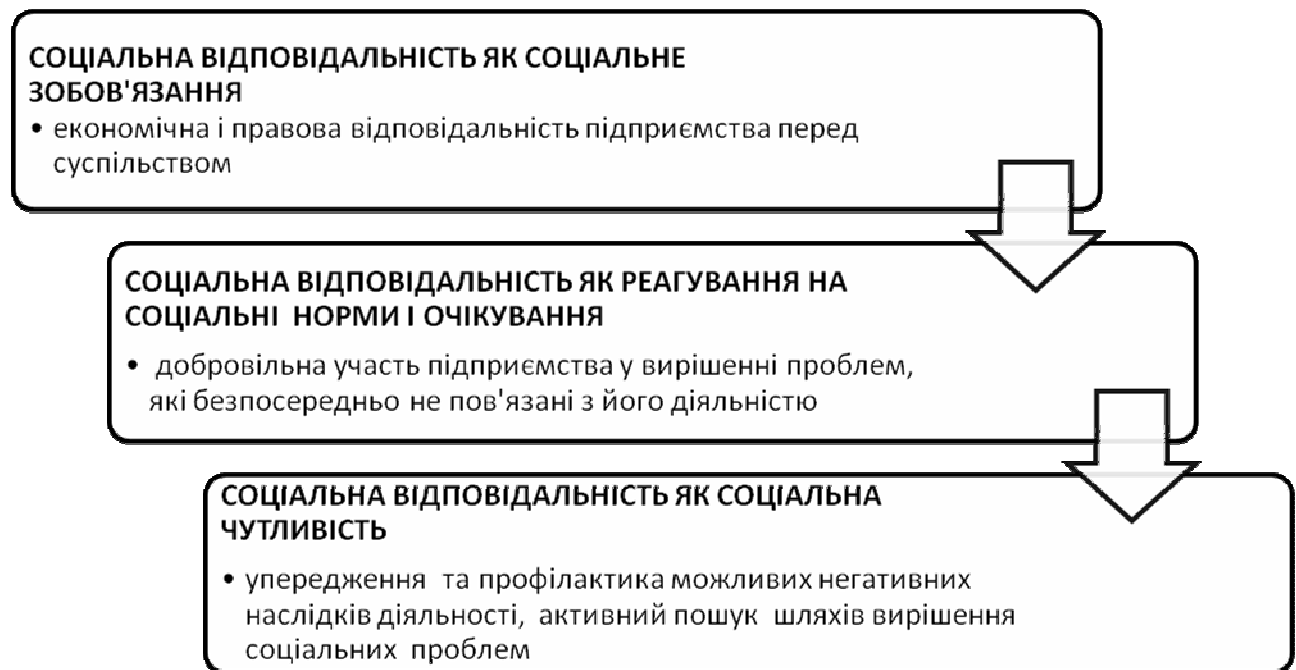 СОЦІАЛЬНА ВІДПОВІДАЛЬНІСТЬ ЯК СОЦІАЛЬНЕ
ЗОБОВ'ЯЗАННЯ
• економічна і правова відповідальність підприємства перед
суспільством
СОЦІАЛЬНА ВІДПОВІДАЛЬНІСТЬ ЯК РЕАГУВАННЯ НА
СОЦІАЛЬНІ НОРМИ І ОЧІКУВАННЯ
• добровільна участь підприємства у вирішенні проблем,
які безпосередньо не пов'язані з його діяльністю
СОЦІАЛЬНА ВІДПОВІДАЛЬНІСТЬ ЯК СОЦІАЛЬНА
ЧУТЛИВІСТЬ
• упередження та профілактика можливих негативних
наслідків діяльності, активний пошук шляхів вирішення
соціальних проблем